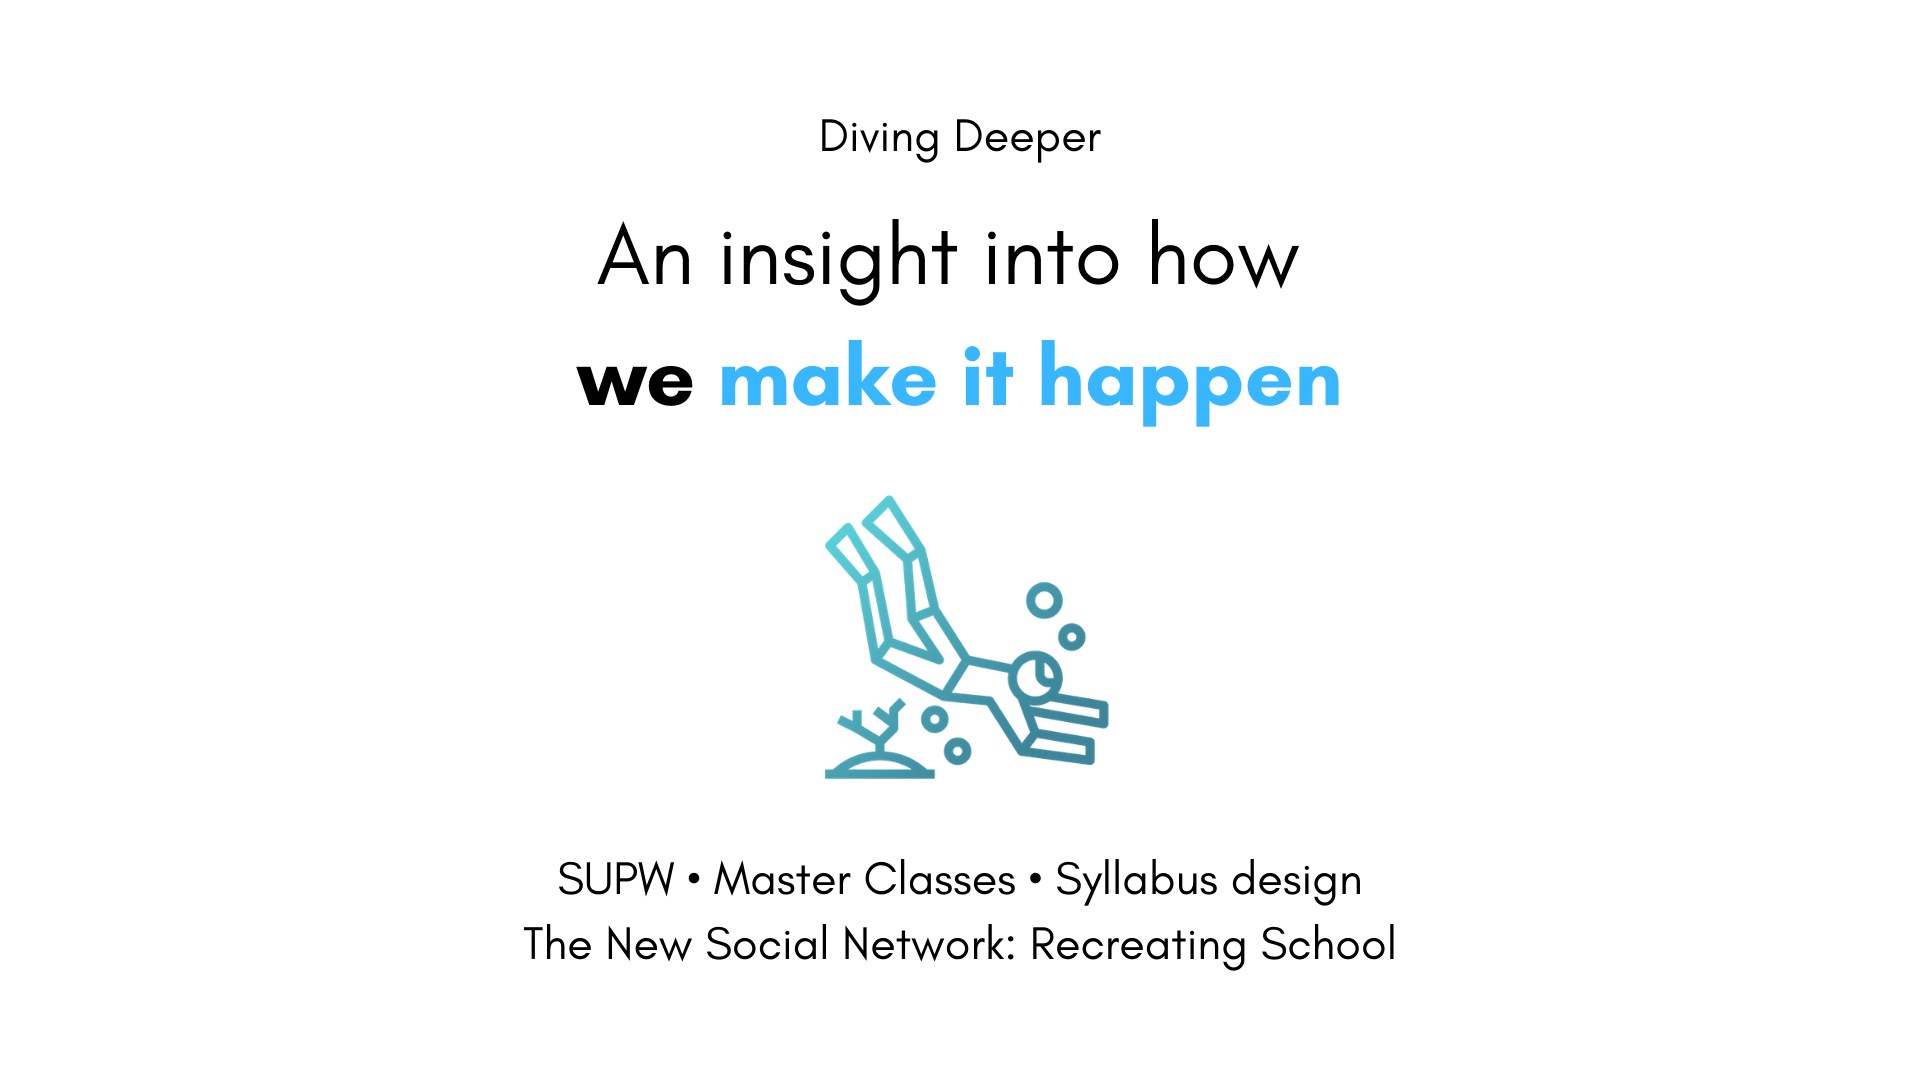 Diving Deeper
An insight into how
we make it happen
SUPW • Master Classes • Syllabus design
The New Social Network: Recreating School